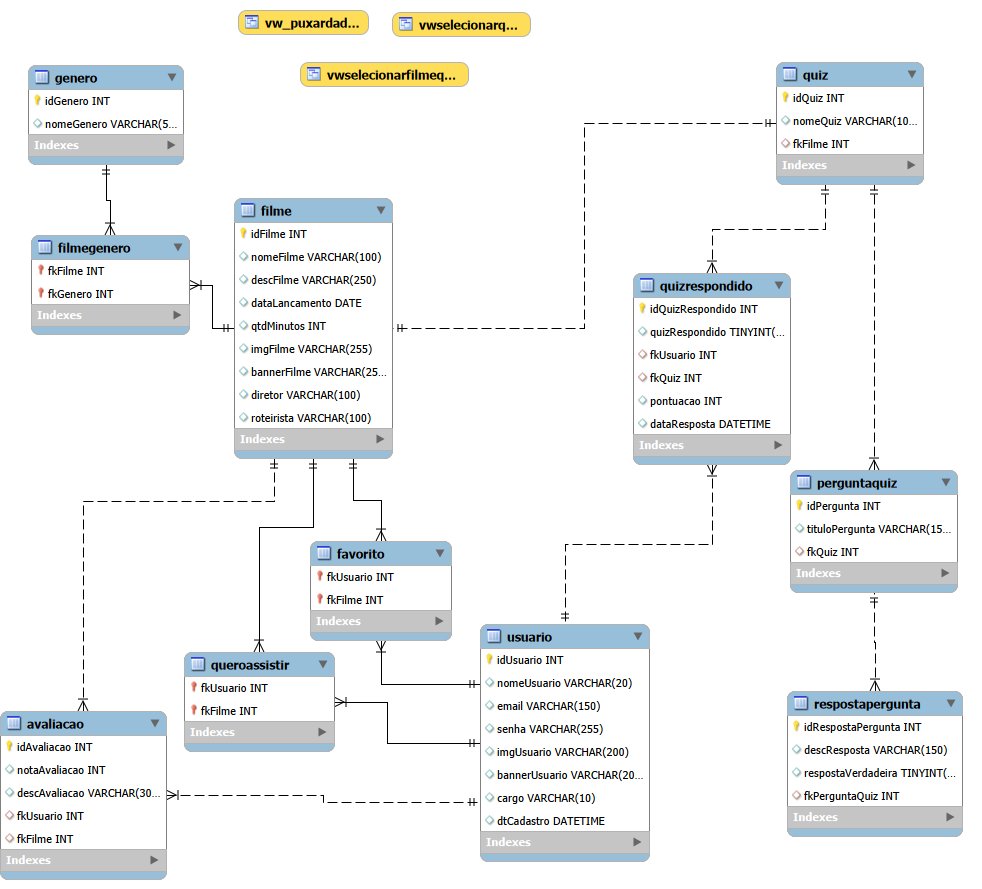 vw_puxardad...
vwselecionarq...
vwselecionarfilmeq...
genero
idGenero INT
nomeGenero VARCHAR(5...
Indexes
quiz
idQuiz INT
nomeQuiz VARCHAR(10...
fkFilme INT
Indexes
filmegenero
fkFilme INT
fkGenero INT
Indexes
filme
idFilme INT
nomeFilme VARCHAR(100)
descFilme VARCHAR(250)
dataLancamento DATE
qtdMinutos INT
imgFilme VARCHAR(255)
bannerFilme VARCHAR(25...
diretor VARCHAR(100)
roteirista VARCHAR(100)
Indexes
quizrespondido
idQuizRespondido INT
quizRespondido TINYINT(...
fkUsuario INT
fkQuiz INT
pontuacao INT
dataResposta DATETIME
Indexes
perguntaquiz
idPergunta INT
tituloPergunta VARCHAR(15...
fkQuiz INT
Indexes
favorito
fkUsuario INT
fkFilme INT
Indexes
queroassistir
fkUsuario INT
fkFilme INT
Indexes
usuario
idUsuario INT
nomeUsuario VARCHAR(20)
email VARCHAR(150)
senha VARCHAR(255)
imgUsuario VARCHAR(200)
bannerUsuario VARCHAR(20...
cargo VARCHAR(10)
dtCadastro DATETIME
Indexes
avaliacao
idAvaliacao INT
notaAvaliacao INT
descAvaliacao VARCHAR(30...
fkUsuario INT
fkFilme INT
Indexes
respostapergunta
idRespostaPergunta INT
descResposta VARCHAR(150)
respostaVerdadeira TINYINT(...
fkPerguntaQuiz INT
Indexes